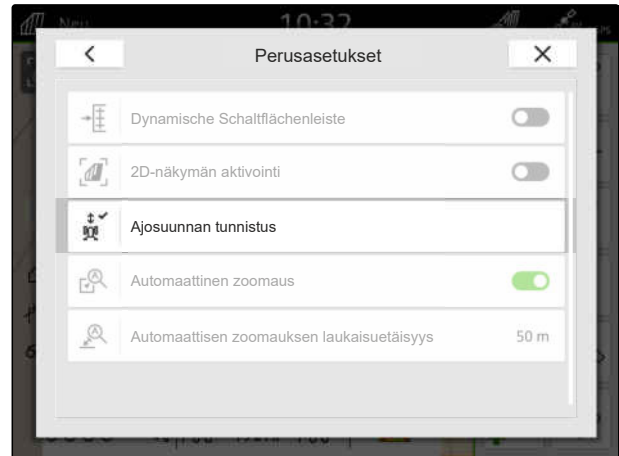 Neu
10:32
Perusasetukset
Dynamische Schaltflächenleiste
2D-näkymän aktivointi
Ajosuunnan tunnistus
Automaattinen zoomaus
Automaattisen zoomauksen laukaisuetäisyys 50 m